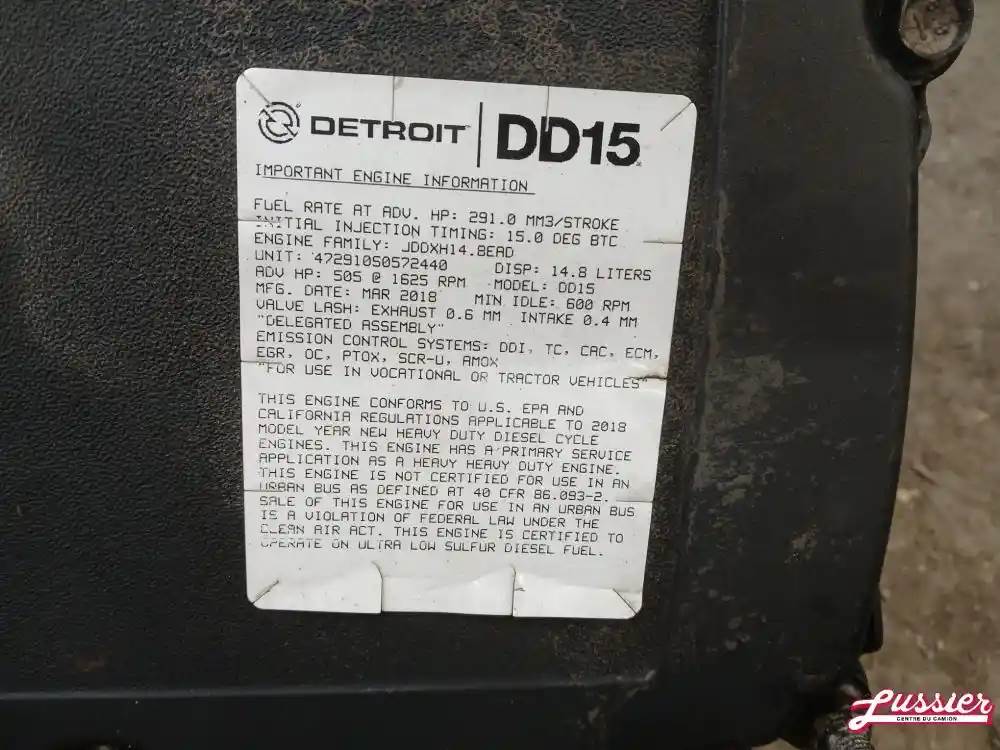 DETROIT DD15
IMPORTANT ENGINE INFORMATION
FUEL RATE AT ADV. HP: 291.0 MM3/STROKE
INITIAL INJECTION TIMING: 15.0 DEG BTC
ENGINE FAMILY: JDDXH14.8EAD
UNIT: 472910S0572440 DISP: 14.8 LITERS
ADV HP: 505 @ 1625 RPM MODEL: DD15
MFG. DATE: MAR 2018 MIN IDLE: 600 RPM
VALVE LASH: EXHAUST 0.6 MM INTAKE 0.4 MM
"DELEGATED ASSEMBLY"
EMISSION CONTROL SYSTEMS: DDI, TC, CAC, ECM,
EGR, OC, PTOX, SCR-U, AMOX
"FOR USE IN VOCATIONAL OR TRACTOR VEHICLES"
THIS ENGINE CONFORMS TO U.S. EPA AND
CALIFORNIA REGULATIONS APPLICABLE TO 2018
MODEL YEAR NEW HEAVY DUTY DIESEL CYCLE
ENGINES. THIS ENGINE HAS A PRIMARY SERVICE
APPLICATION AS A HEAVY HEAVY DUTY ENGINE.
THIS ENGINE IS NOT CERTIFIED FOR USE IN AN
URBAN BUS AS DEFINED AT 40 CFR 86.093-2.
SALE OF THIS ENGINE FOR USE IN AN URBAN BUS
IS A VIOLATION OF FEDERAL LAW UNDER THE
CLEAN AIR ACT. THIS ENGINE IS CERTIFIED TO
OPERATE ON ULTRA LOW SULFUR DIESEL FUEL.
Lussier
CENTRE DU CAMION